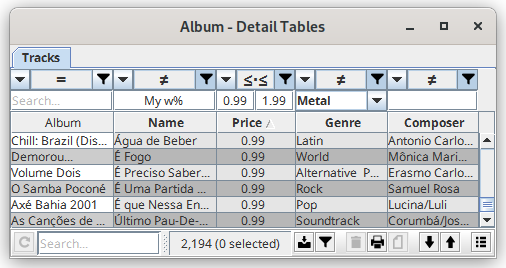 Album - Detail Tables
Tracks
= ≠ ≤·≤ ≠ ≠
Search... My w% 0.99 1.99 Metal
Album Name Price Genre Composer
Chill: Brazil (Dis... Água de Beber 0.99 Latin Antonio Carlo...
Demorou... É Fogo 0.99 World Mônica Mari...
Volume Dois É Preciso Saber... 0.99 Alternative P... Erasmo Carlo...
O Samba Poconé É Uma Partida ... 0.99 Rock Samuel Rosa
Axé Bahia 2001 É que Nessa En... 0.99 Pop Lucina/Luli
As Canções de ... Último Pau-De-... 0.99 Soundtrack Corumbá/Jos...
Search... 2,194 (0 selected)